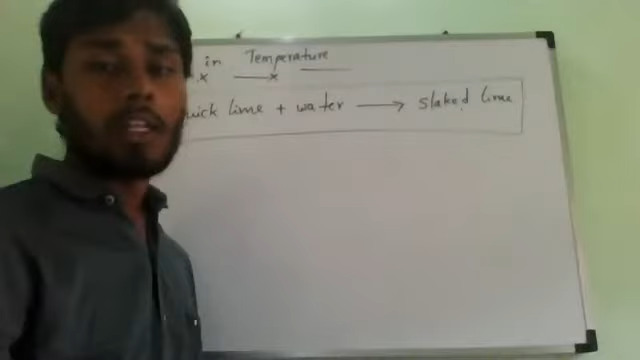 in Temperature
x x
uick lime + water → slaked lime